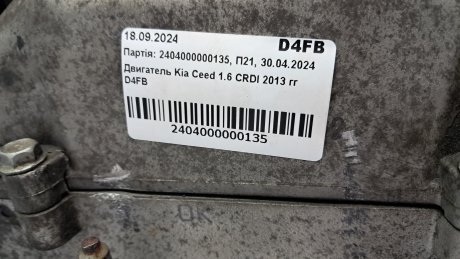 18.09.2024 D4FB
Партія: 2404000000135, П21, 30.04.2024
Двигатель Kia Ceed 1.6 CRDI 2013 гг
D4FB
2404000000135
OK